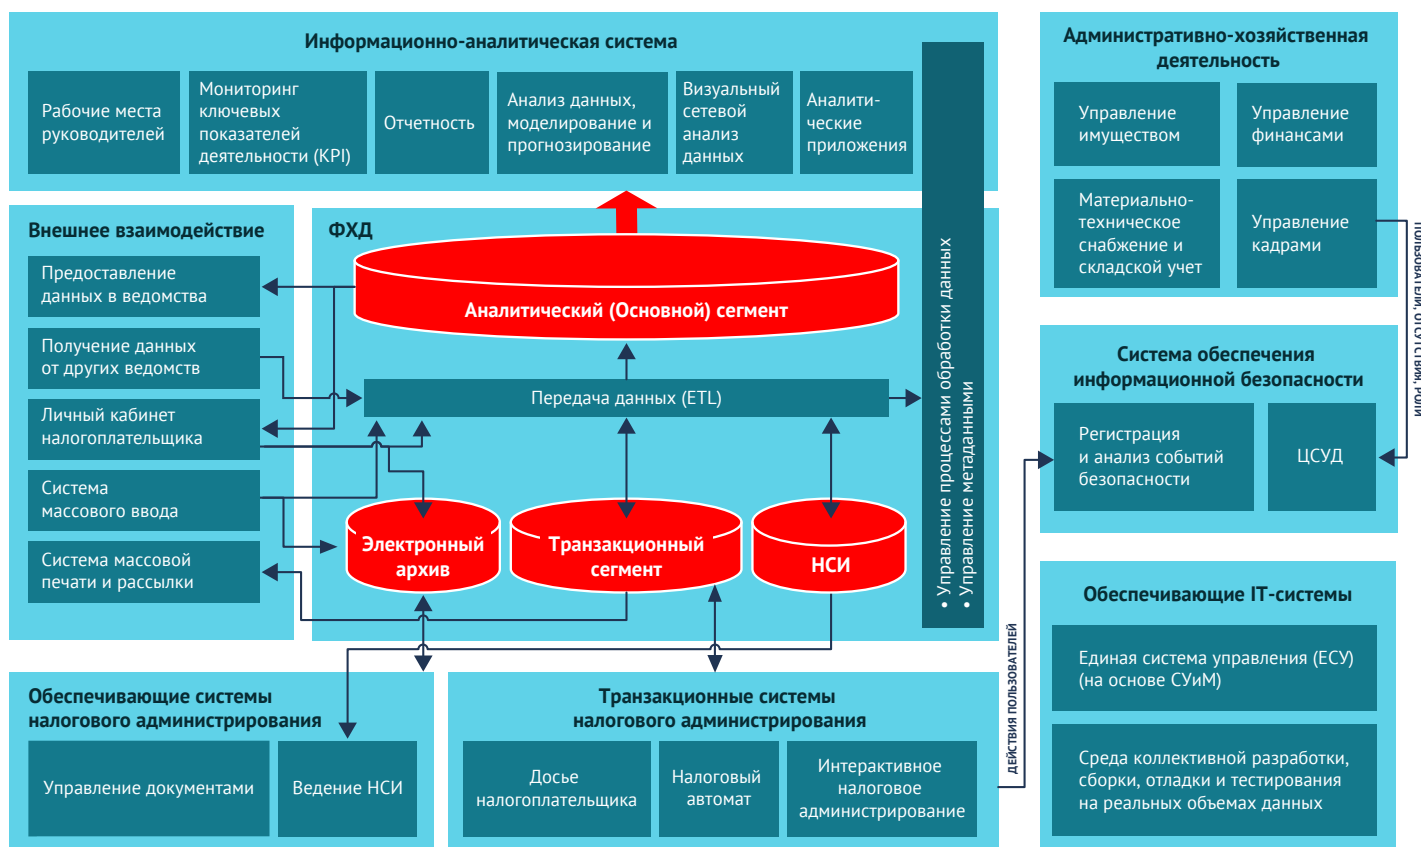 Информационно-аналитическая система
Рабочие места
руководителей
Мониторинг
ключевых
показателей
деятельности (KPI)
Отчетность
Анализ данных,
моделирование и
прогнозирование
Визуальный
сетевой
анализ
данных
Аналити-
ческие
приложения
• Управление процессами обработки данных
• Управление метаданными
Административно-хозяйственная
деятельность
Управление
имуществом
Управление
финансами
Материально-
техническое
снабжение и
складской учет
Управление
кадрами
ПОЛЬЗОВАТЕЛИ, ОТСУТСТВИЯ, РОЛИ
Внешнее взаимодействие
Предоставление
данных в ведомства
Получение данных
от других ведомств
Личный кабинет
налогоплательщика
Система
массового ввода
Система массовой
печати и рассылки
ФХД
Аналитический (Основной) сегмент
Передача данных (ETL)
Электронный
архив
Транзакционный
сегмент
НСИ
Система обеспечения
информационной безопасности
Регистрация
и анализ событий
безопасности
ЦСУД
Обеспечивающие системы
налогового администрирования
Управление документами
Ведение НСИ
Транзакционные системы
налогового администрирования
Досье
налогоплательщика
Налоговый
автомат
Интерактивное
налоговое
администрирование
ДЕЙСТВИЯ ПОЛЬЗОВАТЕЛЕЙ
Обеспечивающие IT-системы
Единая система управления (ЕСУ)
(на основе СУиМ)
Среда коллективной разработки,
сборки, отладки и тестирования
на реальных объемах данных